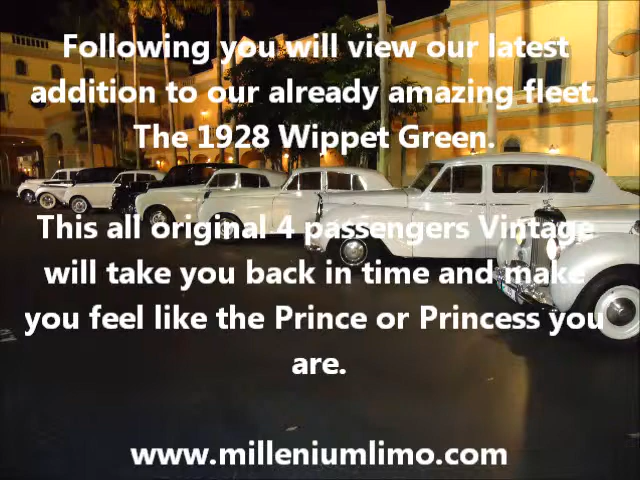 Following you will view our latest
addition to our already amazing fleet.
The 1928 Wippet Green.
This all original 4 passengers Vintage
will take you back in time and make
you feel like the Prince or Princess you
are.
www.milleniumlimo.com